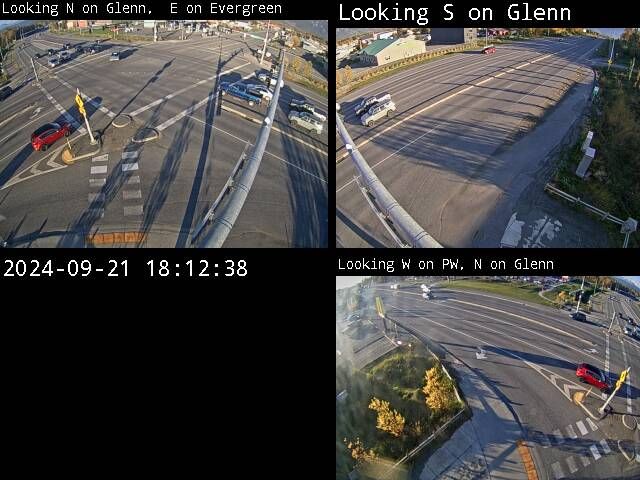 Looking N on Glenn,  E on Evergreen
Looking S on Glenn
2024-09-21 18:12:38
Looking W on PW, N on Glenn